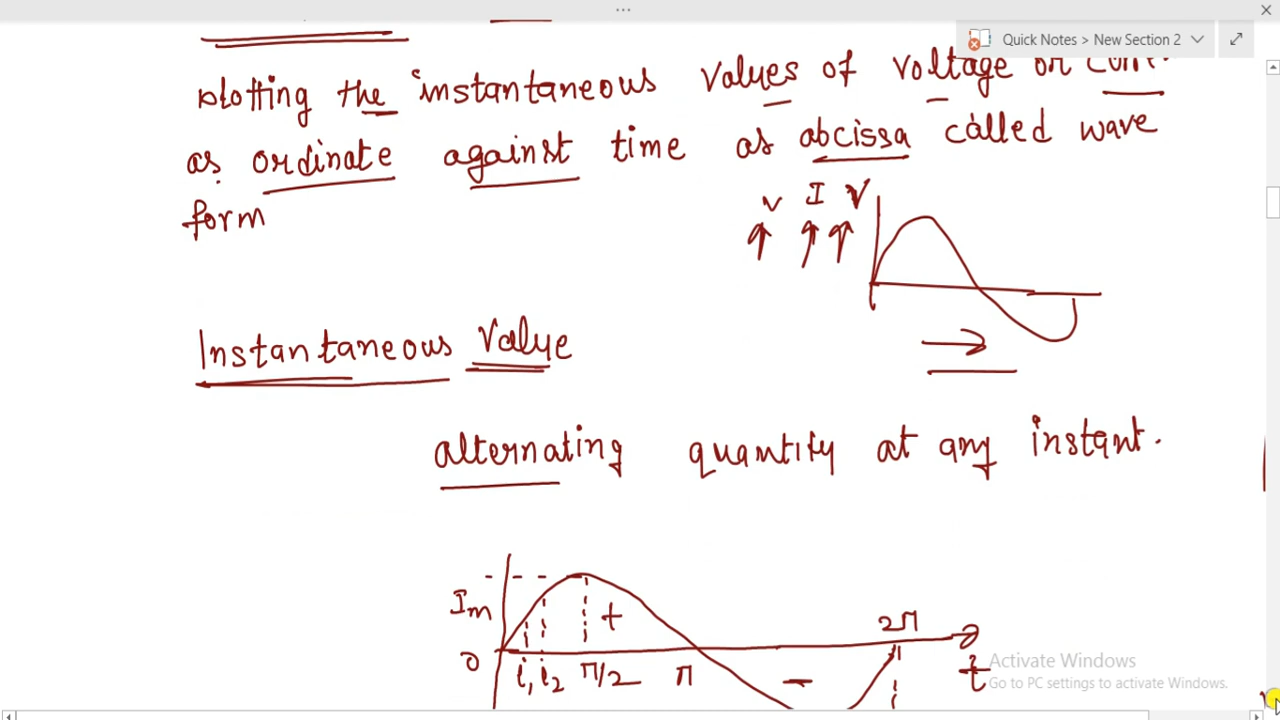 ...
Quick Notes > New Section 2
plotting the instantaneous values of voltage or curr.
as ordinate against time as abcissa called wave
form
V I V
Instantaneous Value
alternating quantity at any instant.
Im
+
2π
0
i1 i2 π/2 π - t
Activate Windows
Go to PC settings to activate Windows.